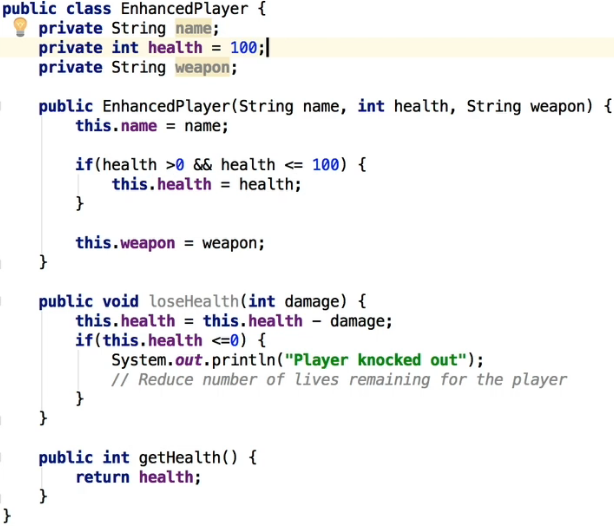 public class EnhancedPlayer {
    private String name;
    private int health = 100;
    private String weapon;

    public EnhancedPlayer(String name, int health, String weapon) {
        this.name = name;

        if(health >0 && health <= 100) {
            this.health = health;
        }

        this.weapon = weapon;
    }

    public void loseHealth(int damage) {
        this.health = this.health - damage;
        if(this.health <=0) {
            System.out.println("Player knocked out");
            // Reduce number of lives remaining for the player
        }
    }

    public int getHealth() {
        return health;
    }
}